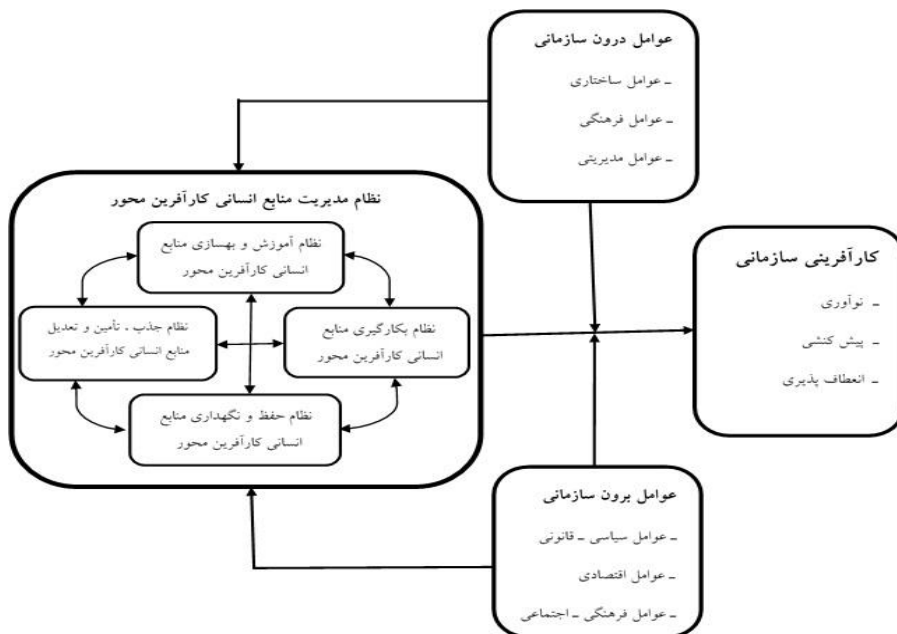 عوامل درون سازمانی
ـ عوامل ساختاری
ـ عوامل فرهنگی
ـ عوامل مدیریتی
نظام مدیریت منابع انسانی کارآفرین محور
نظام آموزش و بهسازی منابع
انسانی کارآفرین محور
نظام بکارگیری منابع
انسانی کارآفرین محور
نظام جذب ، تأمین و تعدیل
منابع انسانی کارآفرین محور
نظام حفظ و نگهداری منابع
انسانی کارآفرین محور
کارآفرینی سازمانی
ـ نوآوری
ـ پیش کنشی
ـ انعطاف پذیری
عوامل برون سازمانی
ـ عوامل سیاسی ـ قانونی
ـ عوامل اقتصادی
ـ عوامل فرهنگی ـ اجتماعی